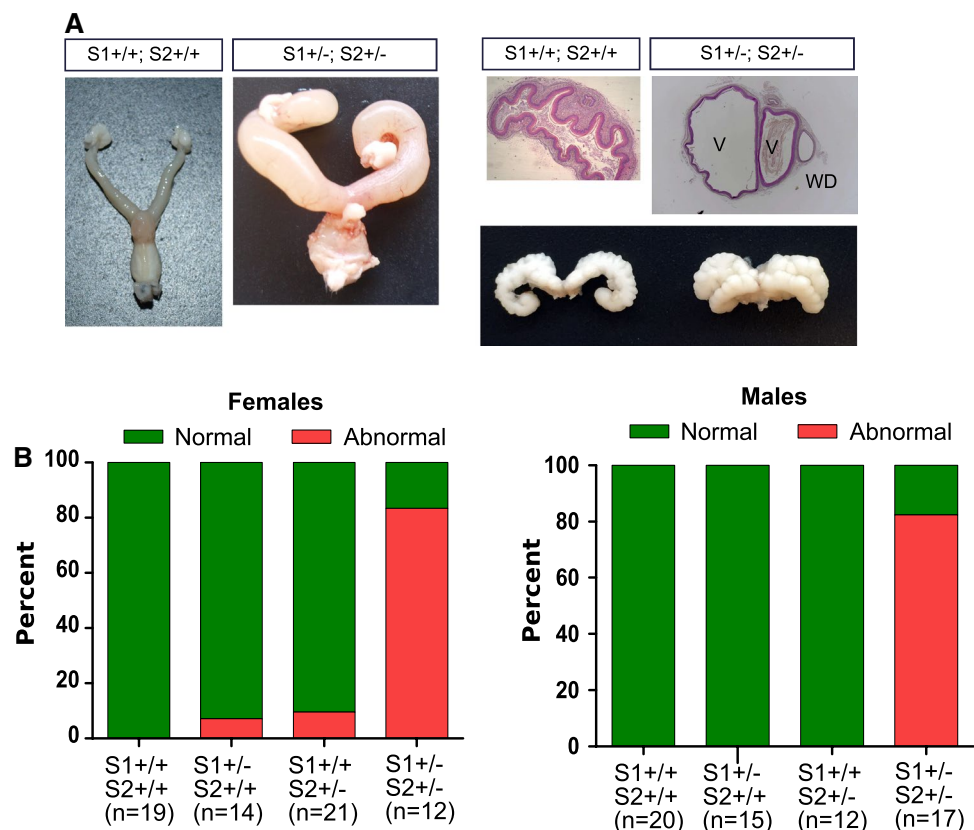 A
S1+/+; S2+/+
S1+/-; S2+/-
S1+/+; S2+/+
S1+/-; S2+/-
V
V
WD
B
Females
Normal
Abnormal
Percent
100
80
60
40
20
0
S1+/+ S1+/- S1+/+ S1+/-
S2+/+ S2+/+ S2+/- S2+/-
(n=19) (n=14) (n=21) (n=12)
Males
Normal
Abnormal
Percent
100
80
60
40
20
0
S1+/+ S1+/- S1+/+ S1+/-
S2+/+ S2+/+ S2+/- S2+/-
(n=20) (n=15) (n=12) (n=17)